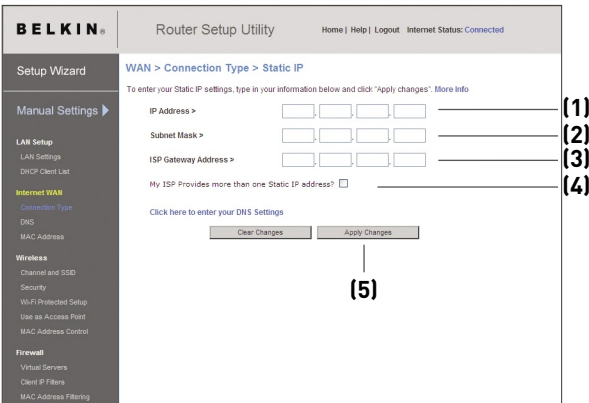 BELKIN®
Router Setup Utility
Home | Help | Logout Internet Status: Connected
Setup Wizard
Manual Settings
LAN Setup
LAN Settings
DHCP Client List
Internet WAN
Connection Type
DNS
MAC Address
Wireless
Channel and SSID
Security
Wi-Fi Protected Setup
Use as Access Point
MAC Address Control
Firewall
Virtual Servers
Client IP Filters
MAC Address Filtering
WAN > Connection Type > Static IP
To enter your Static IP settings, type in your information below and click "Apply changes". More Info
IP Address > . . . (1)
Subnet Mask > . . . (2)
ISP Gateway Address > . . . (3)
My ISP Provides more than one Static IP address? (4)
Click here to enter your DNS Settings
Clear Changes Apply Changes
(5)